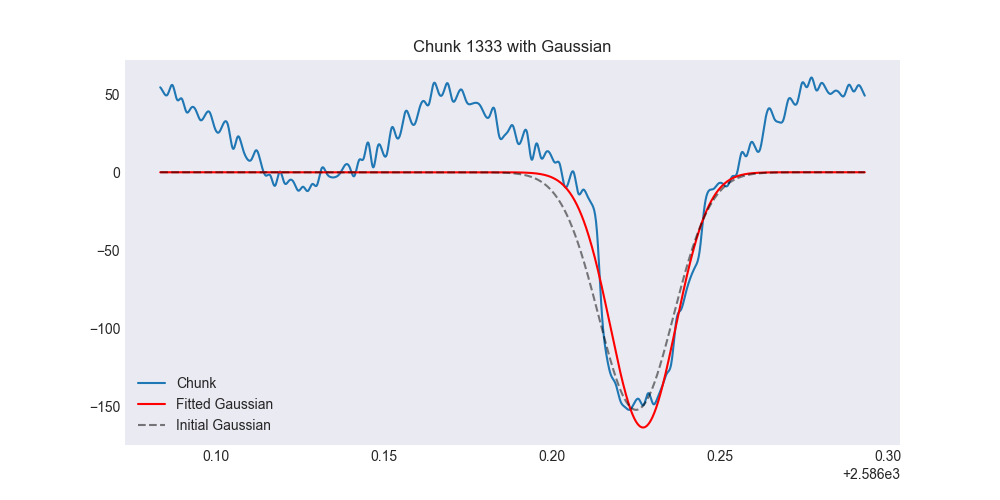 Chunk 1333 with Gaussian
50
0
−50
−100
−150
Chunk
Fitted Gaussian
Initial Gaussian
0.10 0.15 0.20 0.25 0.30
+2.586e3